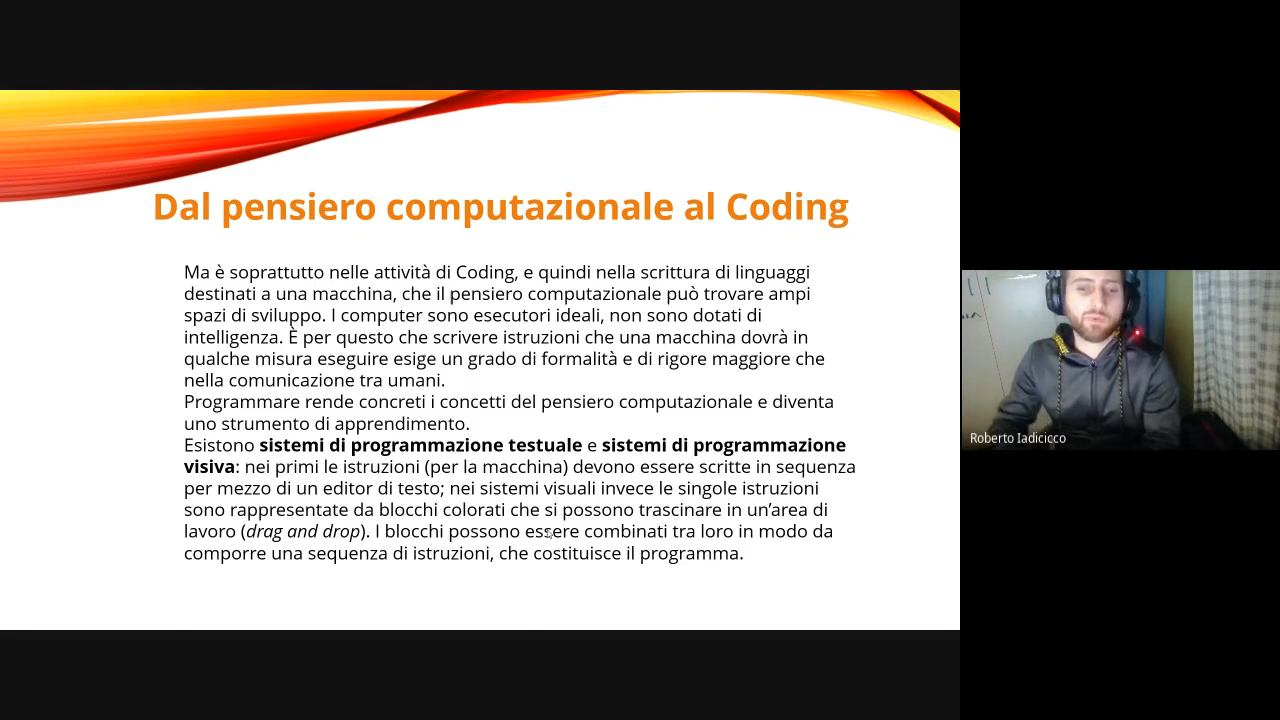 Dal pensiero computazionale al Coding
Ma è soprattutto nelle attività di Coding, e quindi nella scrittura di linguaggi
destinati a una macchina, che il pensiero computazionale può trovare ampi
spazi di sviluppo. I computer sono esecutori ideali, non sono dotati di
intelligenza. È per questo che scrivere istruzioni che una macchina dovrà in
qualche misura eseguire esige un grado di formalità e di rigore maggiore che
nella comunicazione tra umani.
Programmare rende concreti i concetti del pensiero computazionale e diventa
uno strumento di apprendimento.
Esistono sistemi di programmazione testuale e sistemi di programmazione
visiva: nei primi le istruzioni (per la macchina) devono essere scritte in sequenza
per mezzo di un editor di testo; nei sistemi visuali invece le singole istruzioni
sono rappresentate da blocchi colorati che si possono trascinare in un’area di
lavoro (drag and drop). I blocchi possono essere combinati tra loro in modo da
comporre una sequenza di istruzioni, che costituisce il programma.
Roberto Iadicicco